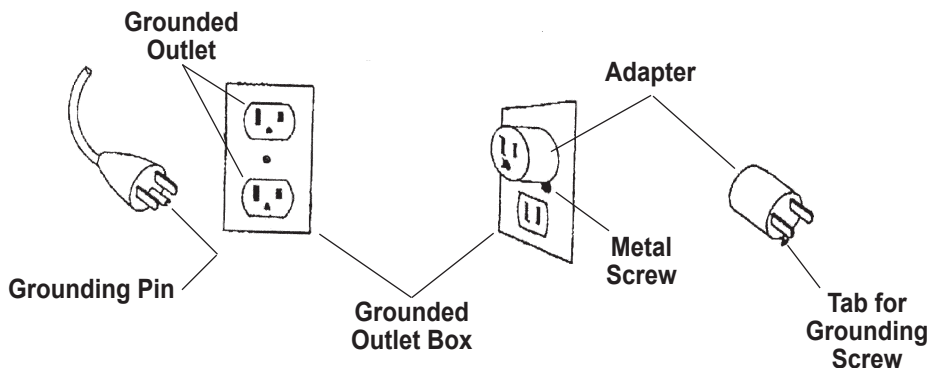 Grounded
Outlet
Adapter
Grounding Pin
Metal
Screw
Grounded
Outlet Box
Tab for
Grounding
Screw